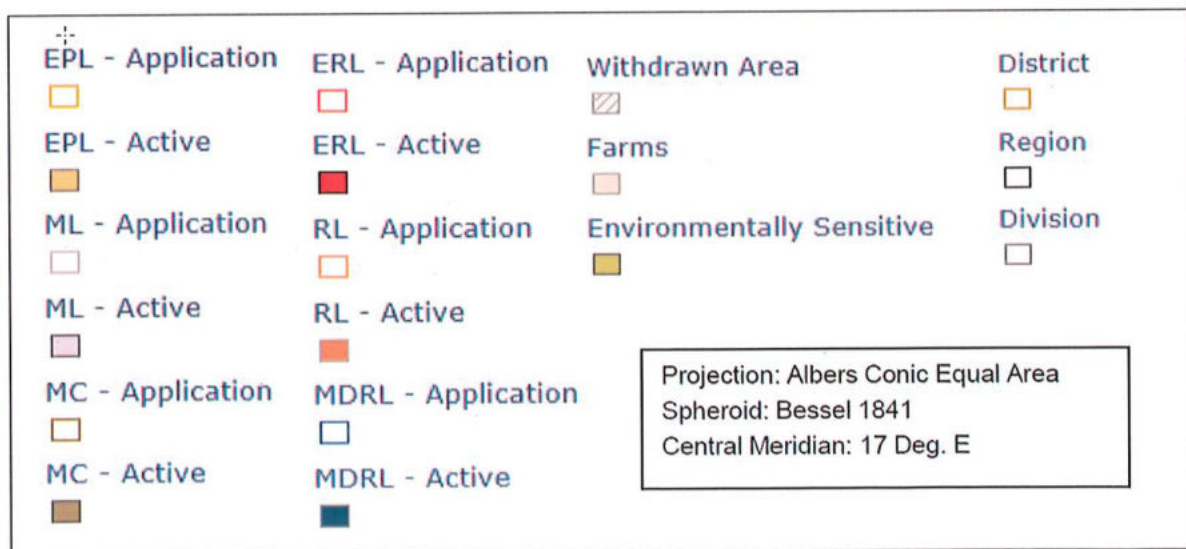 EPL - Application
EPL - Active
ML - Application
ML - Active
MC - Application
MC - Active
ERL - Application
ERL - Active
RL - Application
RL - Active
MDRL - Application
MDRL - Active
Withdrawn Area
Farms
Environmentally Sensitive
District
Region
Division
Projection: Albers Conic Equal Area
Spheroid: Bessel 1841
Central Meridian: 17 Deg. E